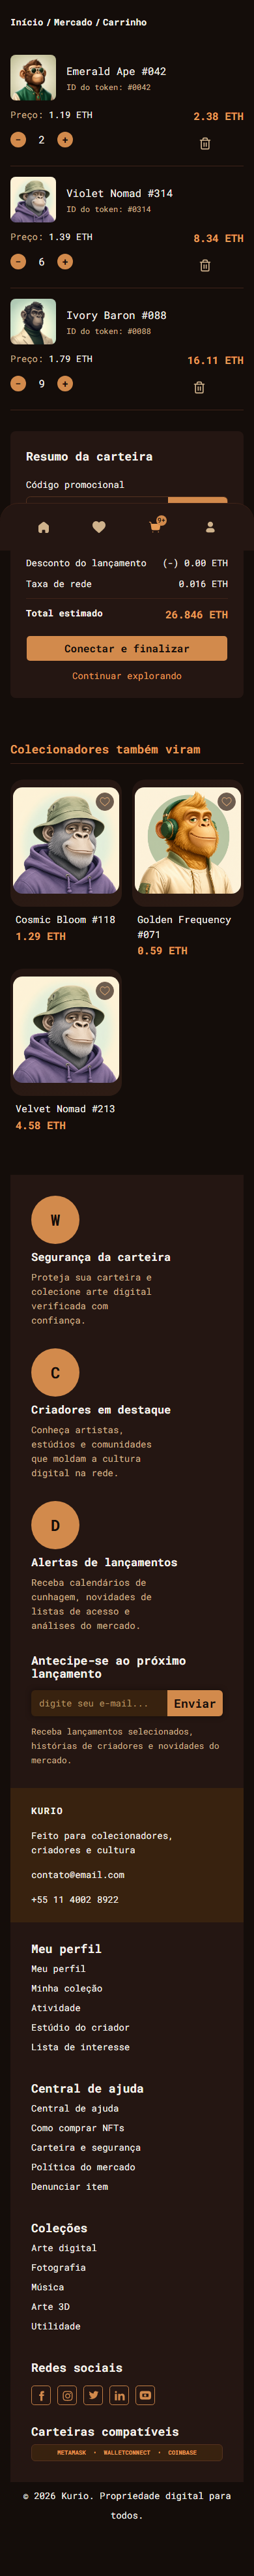 Início / Mercado / Carrinho
Emerald Ape #042
ID do token: #0042
Preço: 1.19 ETH
2.38 ETH
- 2 +
Violet Nomad #314
ID do token: #0314
Preço: 1.39 ETH
8.34 ETH
- 6 +
Ivory Baron #088
ID do token: #0088
Preço: 1.79 ETH
16.11 ETH
- 9 +
Resumo da carteira
Código promocional
9+
Desconto do lançamento (-) 0.00 ETH
Taxa de rede 0.016 ETH
Total estimado 26.846 ETH
Conectar e finalizar
Continuar explorando
Colecionadores também viram
Cosmic Bloom #118
1.29 ETH
Golden Frequency
#071
0.59 ETH
Velvet Nomad #213
4.58 ETH
W
Segurança da carteira
Proteja sua carteira e
colecione arte digital
verificada com
confiança.
C
Criadores em destaque
Conheça artistas,
estúdios e comunidades
que moldam a cultura
digital na rede.
D
Alertas de lançamentos
Receba calendários de
cunhagem, novidades de
listas de acesso e
análises do mercado.
Antecipe-se ao próximo
lançamento
digite seu e-mail... Enviar
Receba lançamentos selecionados,
histórias de criadores e novidades do
mercado.
KURIO
Feito para colecionadores,
criadores e cultura
contato@email.com
+55 11 4002 8922
Meu perfil
Meu perfil
Minha coleção
Atividade
Estúdio do criador
Lista de interesse
Central de ajuda
Central de ajuda
Como comprar NFTs
Carteira e segurança
Política do mercado
Denunciar item
Coleções
Arte digital
Fotografia
Música
Arte 3D
Utilidade
Redes sociais
Carteiras compatíveis
METAMASK • WALLETCONNECT • COINBASE
© 2026 Kurio. Propriedade digital para
todos.